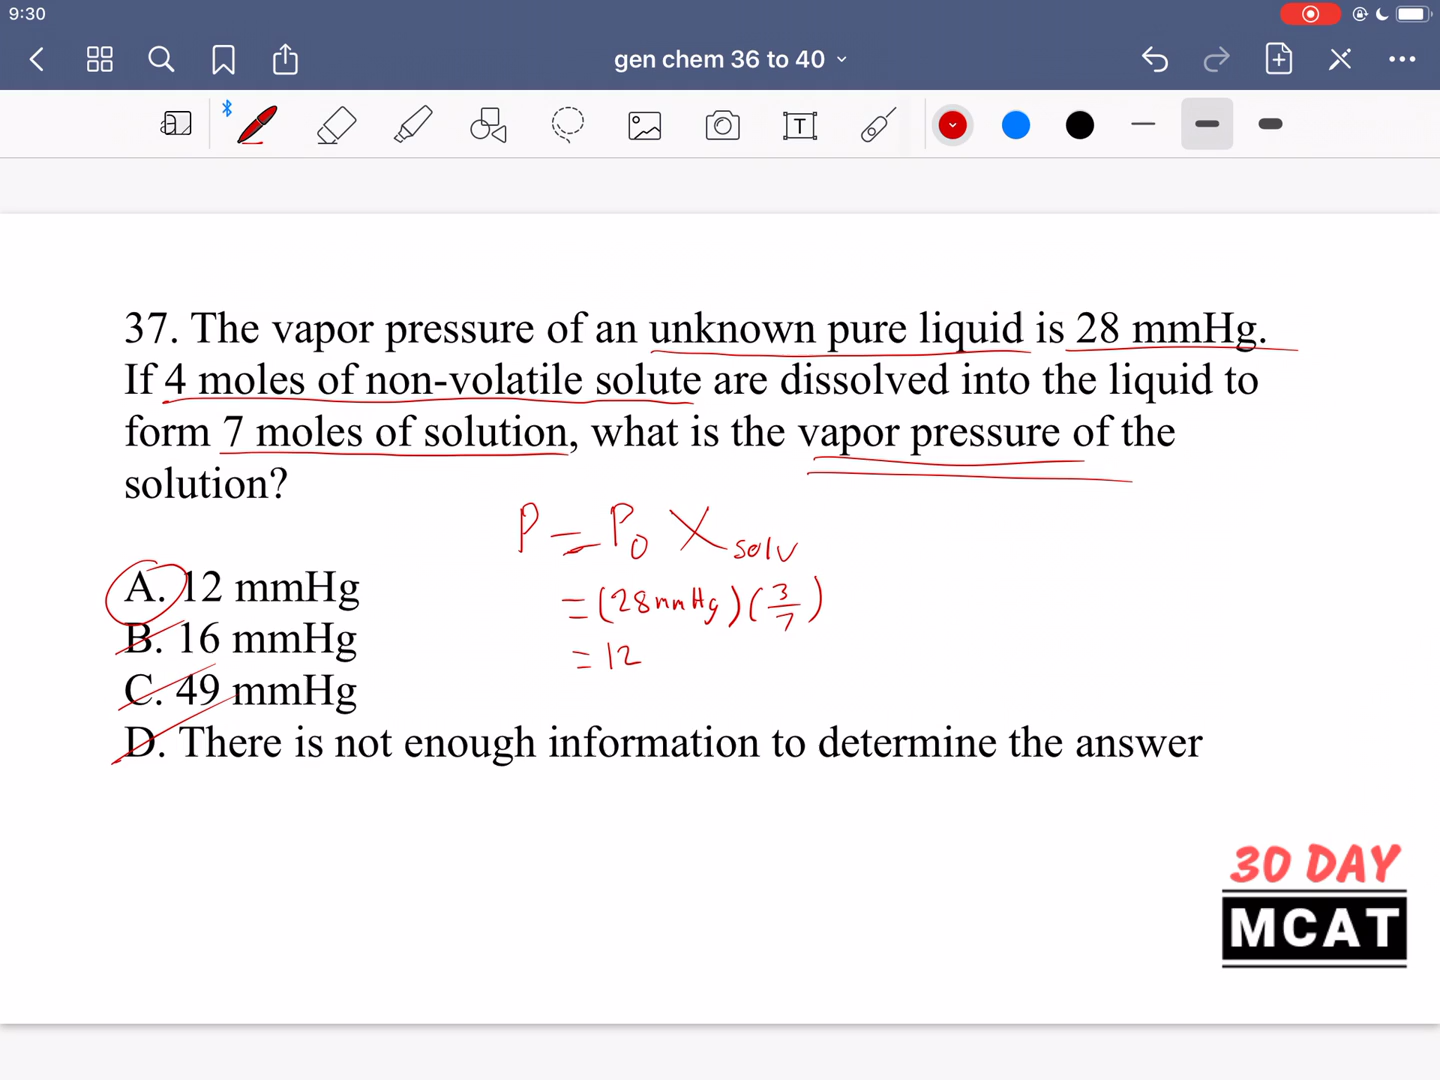 9:30
gen chem 36 to 40
37. The vapor pressure of an unknown pure liquid is 28 mmHg.
If 4 moles of non-volatile solute are dissolved into the liquid to
form 7 moles of solution, what is the vapor pressure of the
solution?
P = P₀ X solv
= (28 mmHg) (3/7)
= 12
A. 12 mmHg
B. 16 mmHg
C. 49 mmHg
D. There is not enough information to determine the answer
30 DAY
MCAT